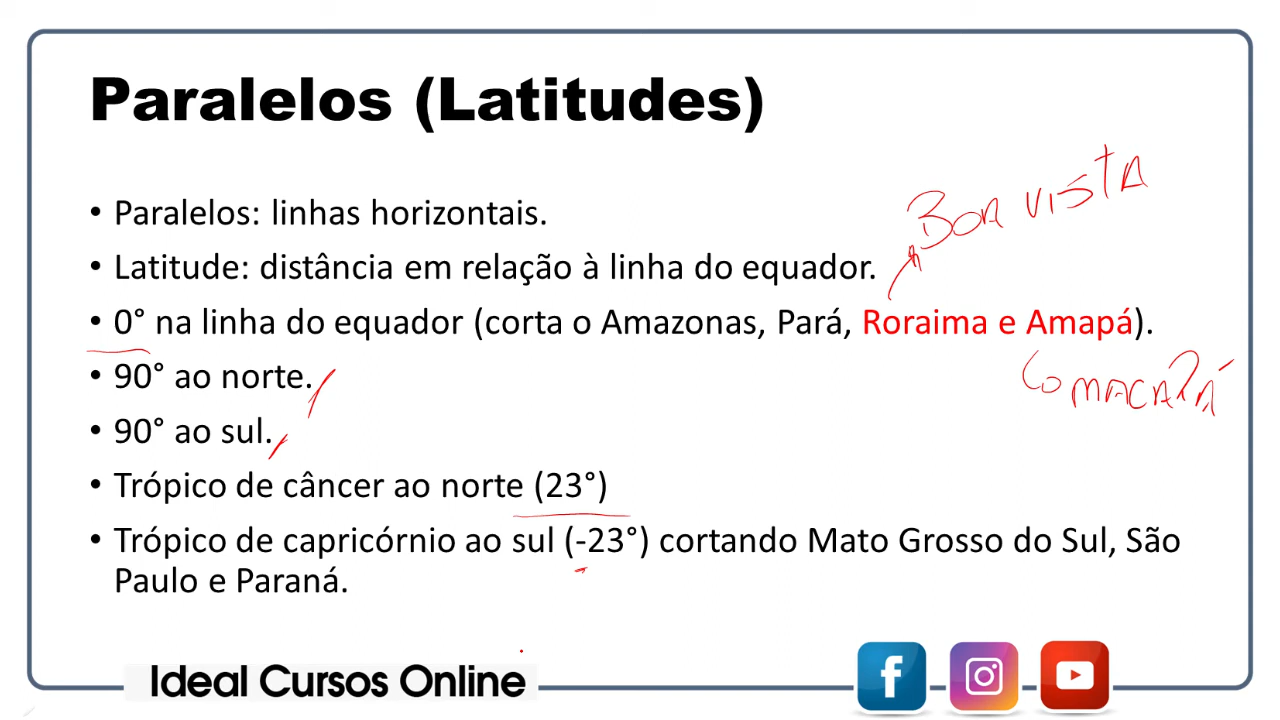 Paralelos (Latitudes)
BOA VISTA
• Paralelos: linhas horizontais.
• Latitude: distância em relação à linha do equador.
• 0° na linha do equador (corta o Amazonas, Pará, Roraima e Amapá).
• 90° ao norte.
MACAPÁ
• 90° ao sul.
• Trópico de câncer ao norte (23°)
• Trópico de capricórnio ao sul (-23°) cortando Mato Grosso do Sul, São
Paulo e Paraná.
Ideal Cursos Online